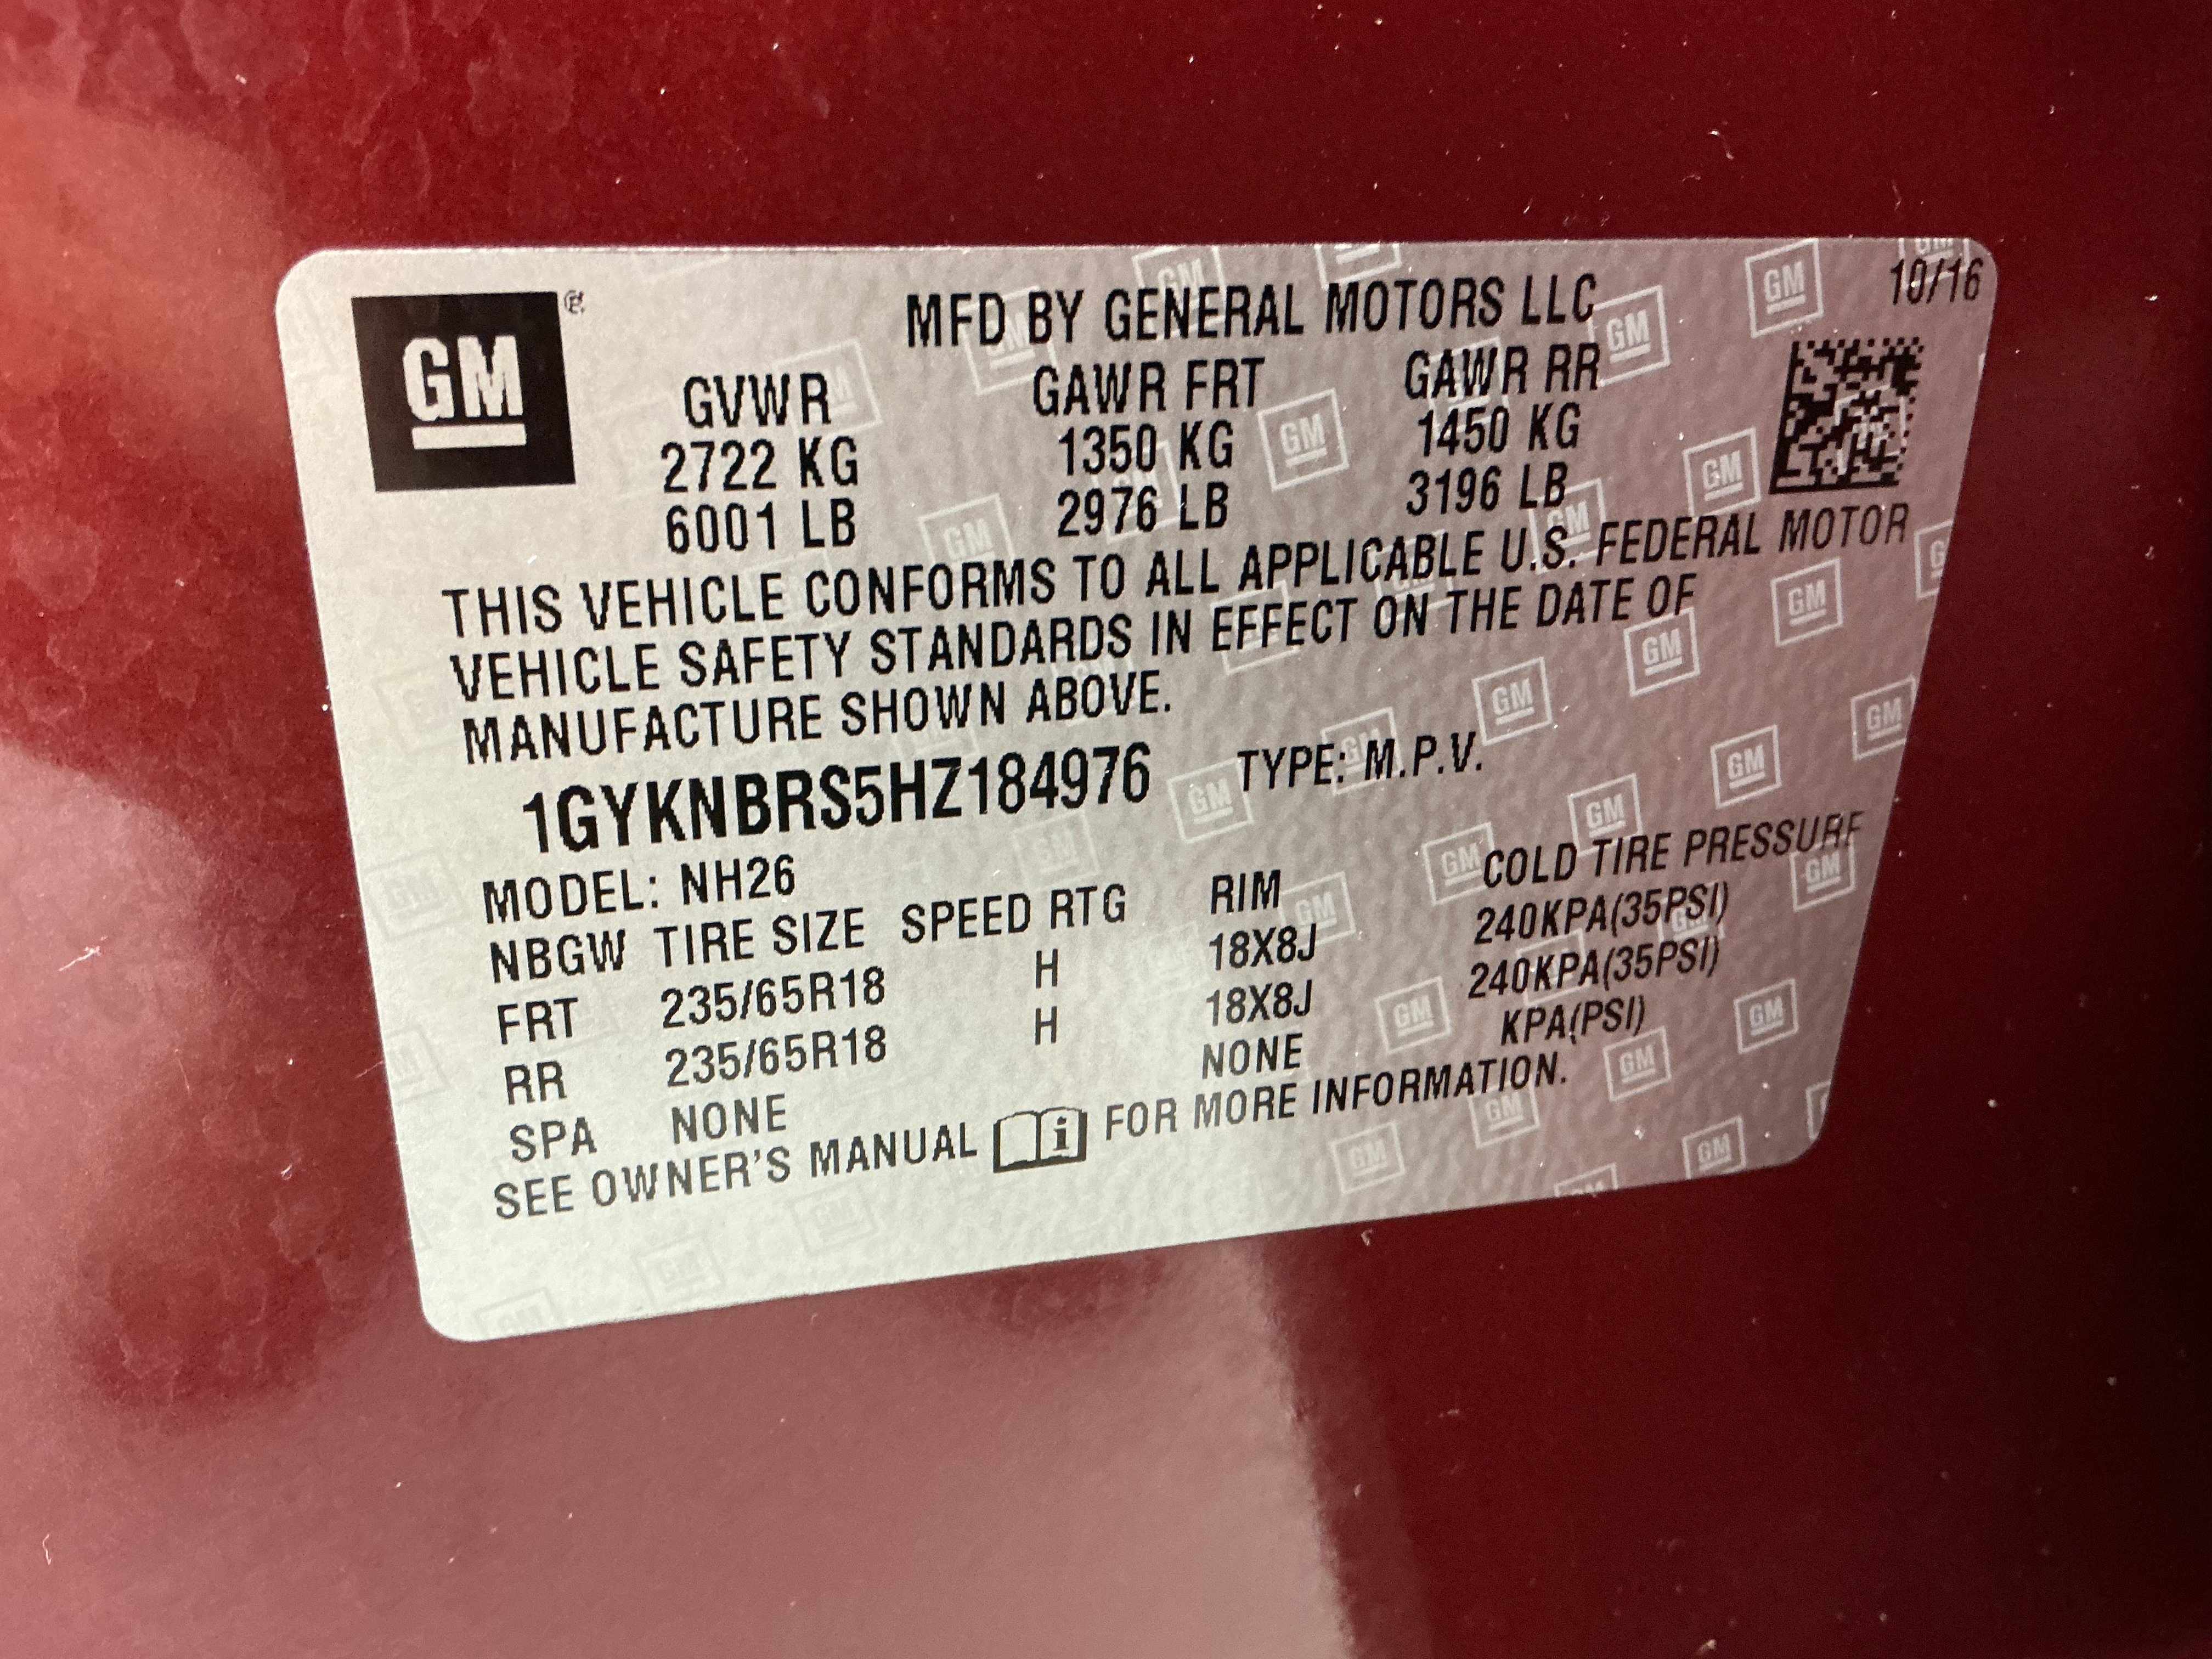 GM ®
MFD BY GENERAL MOTORS LLC
10/16
GVWR GAWR FRT GAWR RR
2722 KG 1350 KG 1450 KG
6001 LB 2976 LB 3196 LB
THIS VEHICLE CONFORMS TO ALL APPLICABLE U.S. FEDERAL MOTOR
VEHICLE SAFETY STANDARDS IN EFFECT ON THE DATE OF
MANUFACTURE SHOWN ABOVE.
1GYKNBRS5HZ184976 TYPE: M.P.V.
MODEL: NH26
NBGW TIRE SIZE SPEED RTG RIM COLD TIRE PRESSURE
FRT 235/65R18 H 18X8J 240KPA(35PSI)
RR 235/65R18 H 18X8J 240KPA(35PSI)
SPA NONE NONE KPA(PSI)
SEE OWNER'S MANUAL i FOR MORE INFORMATION.